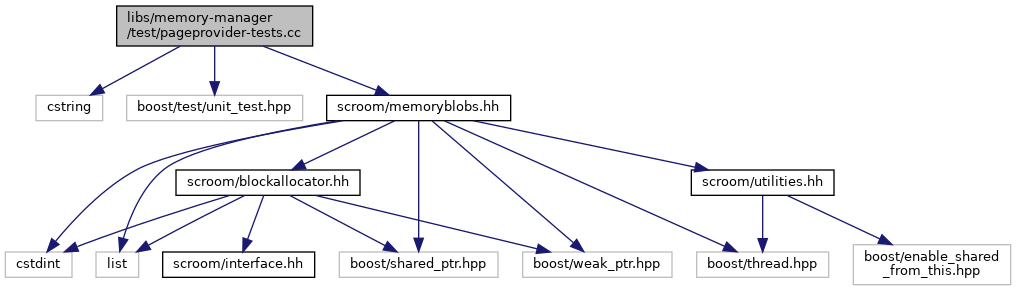 libs/memory-manager
/test/pageprovider-tests.cc
cstring
boost/test/unit_test.hpp
scroom/memoryblobs.hh
scroom/blockallocator.hh
scroom/utilities.hh
cstdint
list
scroom/interface.hh
boost/shared_ptr.hpp
boost/weak_ptr.hpp
boost/thread.hpp
boost/enable_shared
_from_this.hpp